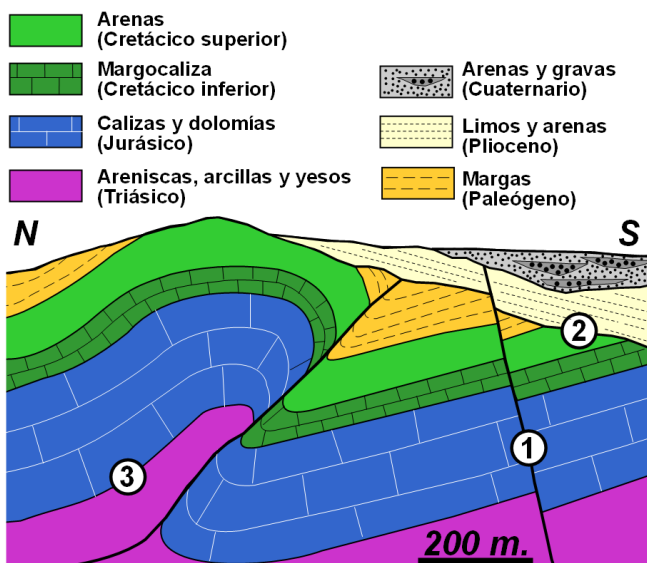 Arenas
(Cretácico superior)
Margocaliza
(Cretácico inferior)
Calizas y dolomías
(Jurásico)
Areniscas, arcillas y yesos
(Triásico)
Arenas y gravas
(Cuaternario)
Limos y arenas
(Plioceno)
Margas
(Paleógeno)
N
S
2
1
3
200 m.